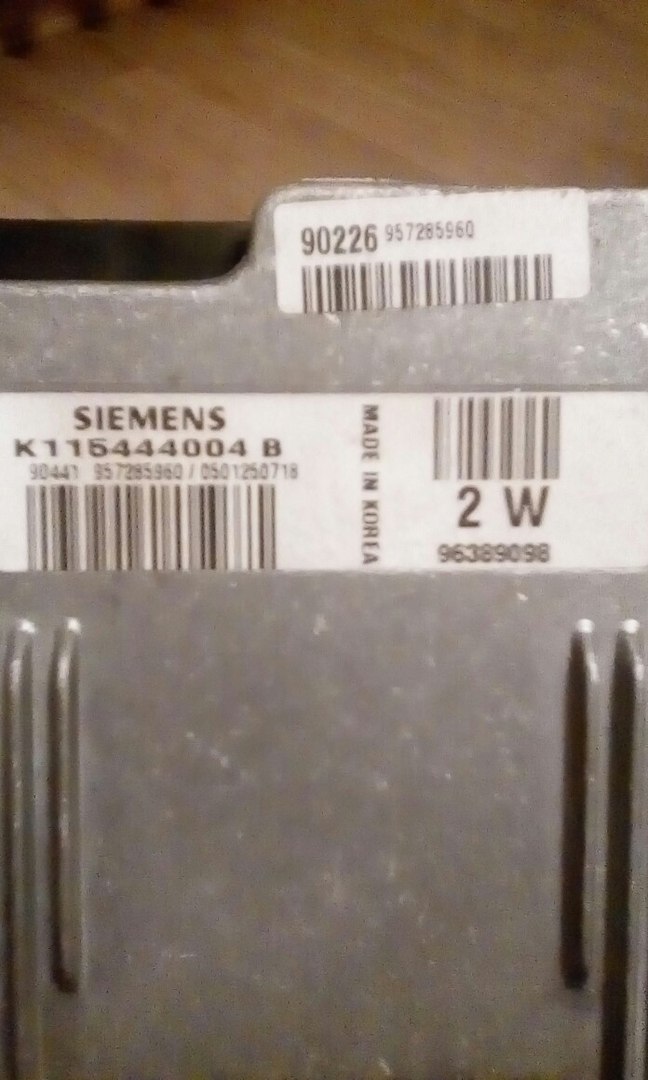 90226 957285960
SIEMENS
K115444004 B
90441 957285960 / 0501250718
MADE IN KOREA
2 W
96389098